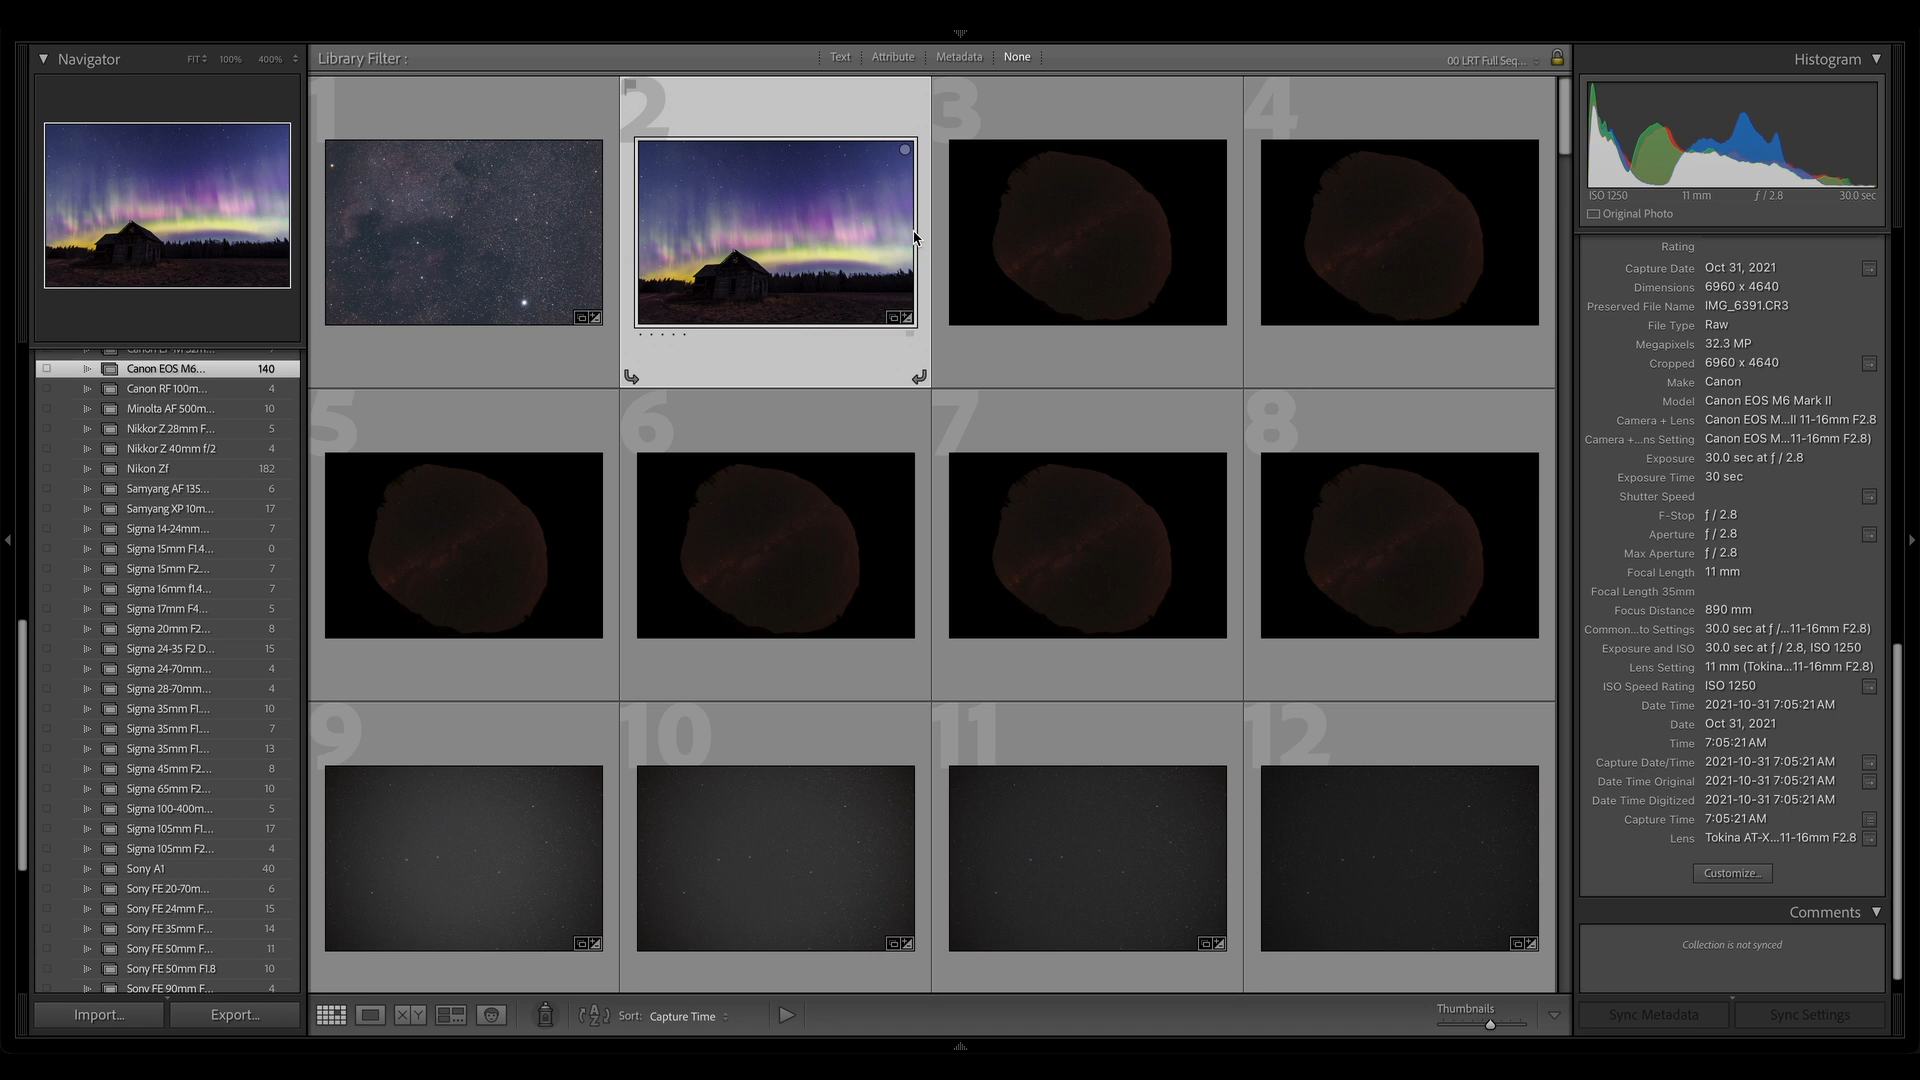 Navigator
FIT
100%
400%
Library Filter :
Text
Attribute
Metadata
None
00 LRT Full Seq...
Histogram
ISO 1250
11 mm
ƒ / 2.8
30.0 sec
Original Photo
1
2
3
4
5
6
7
8
9
10
11
12
Canon EOS M6... 140
Canon RF 100m... 4
Minolta AF 500m... 10
Nikkor Z 28mm F... 5
Nikkor Z 40mm f/2 4
Nikon Zf 182
Samyang AF 135... 6
Samyang XP 10m... 17
Sigma 14-24mm... 7
Sigma 15mm F1.4... 0
Sigma 15mm F2.... 7
Sigma 16mm f1.4... 7
Sigma 17mm F4... 5
Sigma 20mm F2... 8
Sigma 24-35 F2 D... 15
Sigma 24-70mm... 4
Sigma 28-70mm... 4
Sigma 35mm F1.... 10
Sigma 35mm F1.... 7
Sigma 35mm F1.... 13
Sigma 45mm F2.... 8
Sigma 65mm F2... 10
Sigma 100-400m... 5
Sigma 105mm F1.... 17
Sigma 105mm F2... 4
Sony A1 40
Sony FE 20-70m... 6
Sony FE 24mm F... 15
Sony FE 35mm F... 14
Sony FE 50mm F... 11
Sony FE 50mm F1.8 10
Sony FE 90mm F... 4
Import...
Export...
Sort: Capture Time
Thumbnails
Rating
Capture Date Oct 31, 2021
Dimensions 6960 x 4640
Preserved File Name IMG_6391.CR3
File Type Raw
Megapixels 32.3 MP
Cropped 6960 x 4640
Make Canon
Model Canon EOS M6 Mark II
Camera + Lens Canon EOS M...II 11-16mm F2.8
Camera +...ns Setting Canon EOS M...11-16mm F2.8)
Exposure 30.0 sec at ƒ / 2.8
Exposure Time 30 sec
Shutter Speed
F-Stop ƒ / 2.8
Aperture ƒ / 2.8
Max Aperture ƒ / 2.8
Focal Length 11 mm
Focal Length 35mm
Focus Distance 890 mm
Common...to Settings 30.0 sec at ƒ /...11-16mm F2.8)
Exposure and ISO 30.0 sec at ƒ / 2.8, ISO 1250
Lens Setting 11 mm (Tokina...11-16mm F2.8)
ISO Speed Rating ISO 1250
Date Time 2021-10-31 7:05:21 AM
Date Oct 31, 2021
Time 7:05:21 AM
Capture Date/Time 2021-10-31 7:05:21 AM
Date Time Original 2021-10-31 7:05:21 AM
Date Time Digitized 2021-10-31 7:05:21 AM
Capture Time 7:05:21 AM
Lens Tokina AT-X...11-16mm F2.8
Customize...
Comments
Collection is not synced
Sync Metadata
Sync Settings